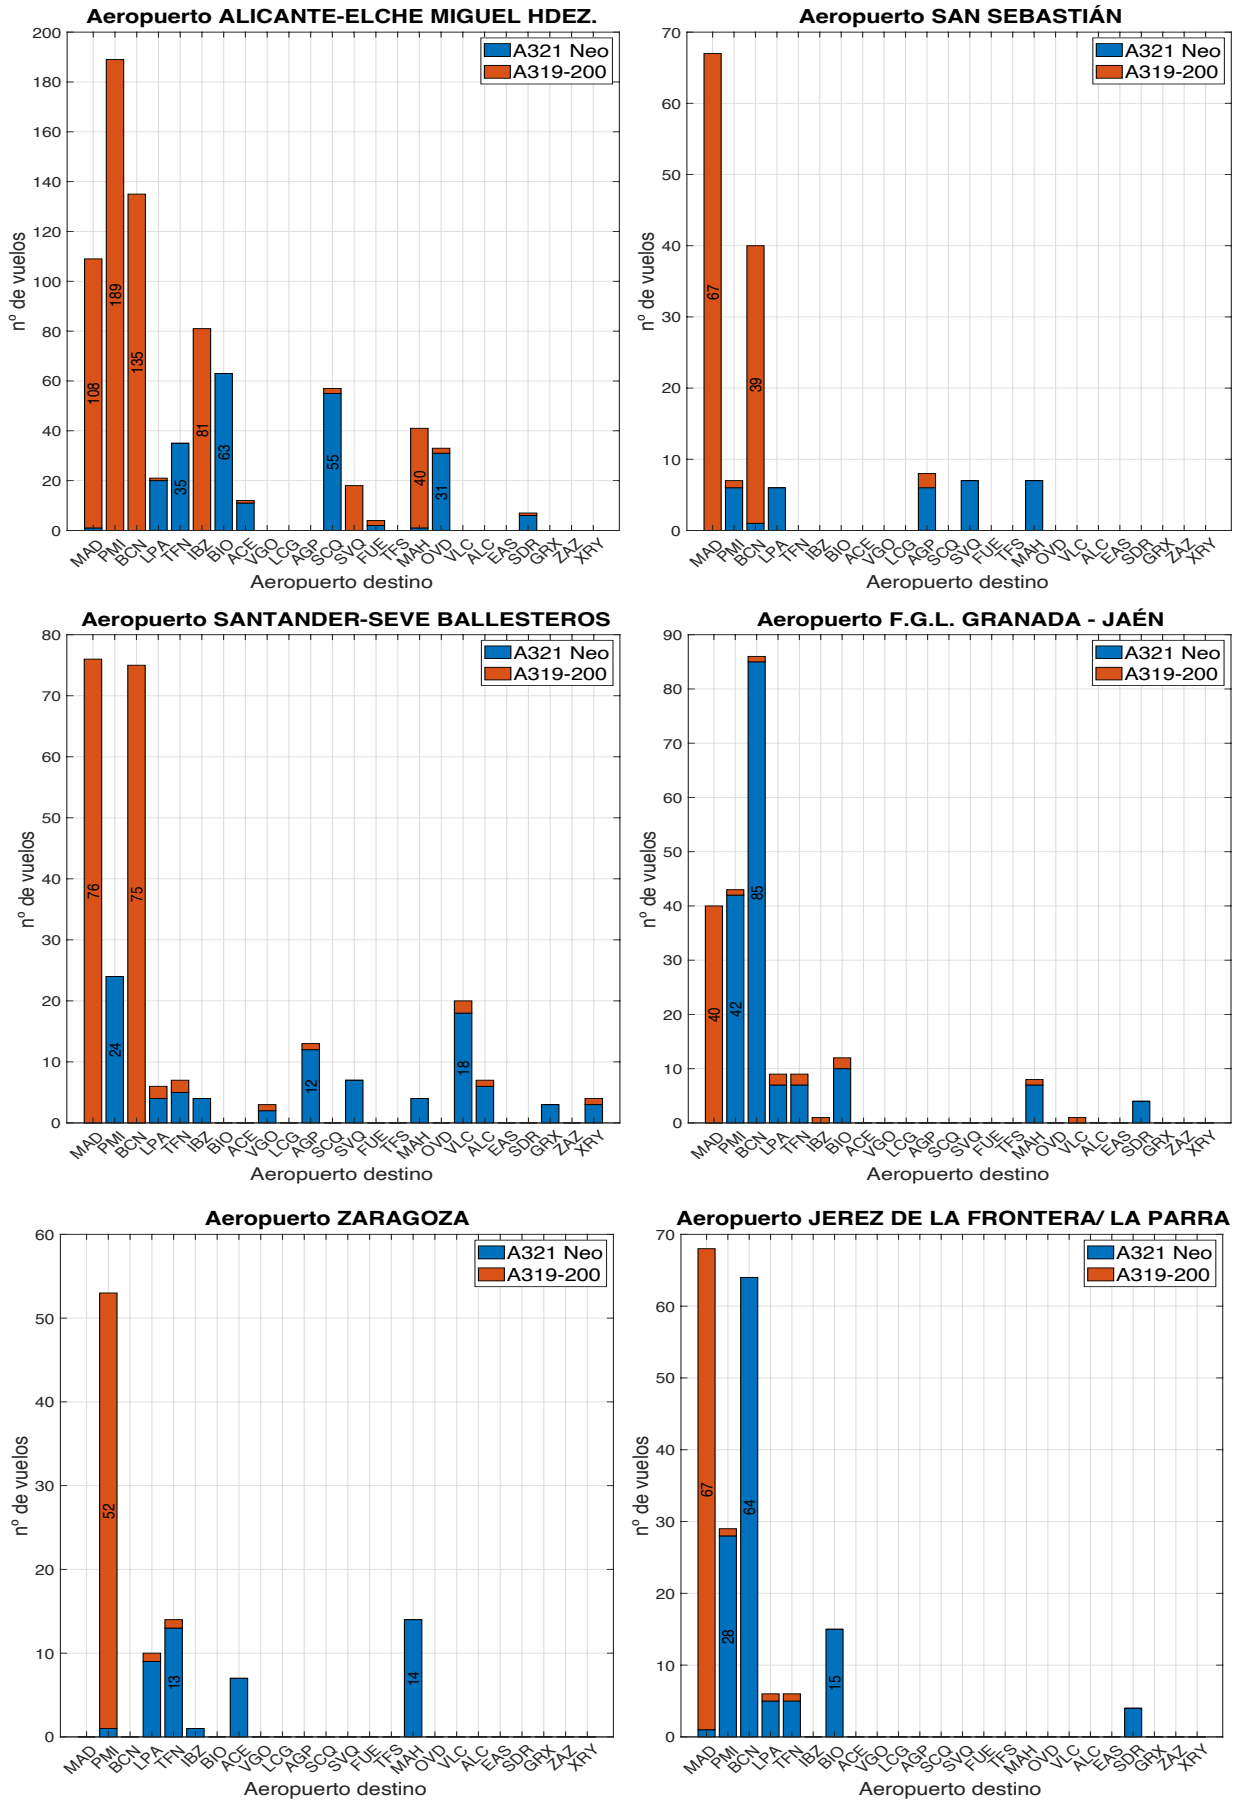 Aeropuerto ALICANTE-ELCHE MIGUEL HDEZ.
200
180
160
140
120
100
80
60
40
20
0
nº de vuelos
A321 Neo
A319-200
108
189
135
35
81
63
55
40
31
MAD PMI BCN LPA TFN IBZ BIO ACE VGO LCG AGP SCQ SVQ FUE TFS MAH OVD VLC ALC EAS SDR GRX ZAZ XRY
Aeropuerto destino
Aeropuerto SAN SEBASTIÁN
70
60
50
40
30
20
10
0
nº de vuelos
A321 Neo
A319-200
67
39
MAD PMI BCN LPA TFN IBZ BIO ACE VGO LCG AGP SCQ SVQ FUE TFS MAH OVD VLC ALC EAS SDR GRX ZAZ XRY
Aeropuerto destino
Aeropuerto SANTANDER-SEVE BALLESTEROS
80
70
60
50
40
30
20
10
0
nº de vuelos
A321 Neo
A319-200
76
24
75
12
18
MAD PMI BCN LPA TFN IBZ BIO ACE VGO LCG AGP SCQ SVQ FUE TFS MAH OVD VLC ALC EAS SDR GRX ZAZ XRY
Aeropuerto destino
Aeropuerto F.G.L. GRANADA - JAÉN
90
80
70
60
50
40
30
20
10
0
nº de vuelos
A321 Neo
A319-200
40
42
85
MAD PMI BCN LPA TFN IBZ BIO ACE VGO LCG AGP SCQ SVQ FUE TFS MAH OVD VLC ALC EAS SDR GRX ZAZ XRY
Aeropuerto destino
Aeropuerto ZARAGOZA
60
50
40
30
20
10
0
nº de vuelos
A321 Neo
A319-200
52
13
14
MAD PMI BCN LPA TFN IBZ BIO ACE VGO LCG AGP SCQ SVQ FUE TFS MAH OVD VLC ALC EAS SDR GRX ZAZ XRY
Aeropuerto destino
Aeropuerto JEREZ DE LA FRONTERA/ LA PARRA
70
60
50
40
30
20
10
0
nº de vuelos
A321 Neo
A319-200
67
28
64
15
MAD PMI BCN LPA TFN IBZ BIO ACE VGO LCG AGP SCQ SVQ FUE TFS MAH OVD VLC ALC EAS SDR GRX ZAZ XRY
Aeropuerto destino